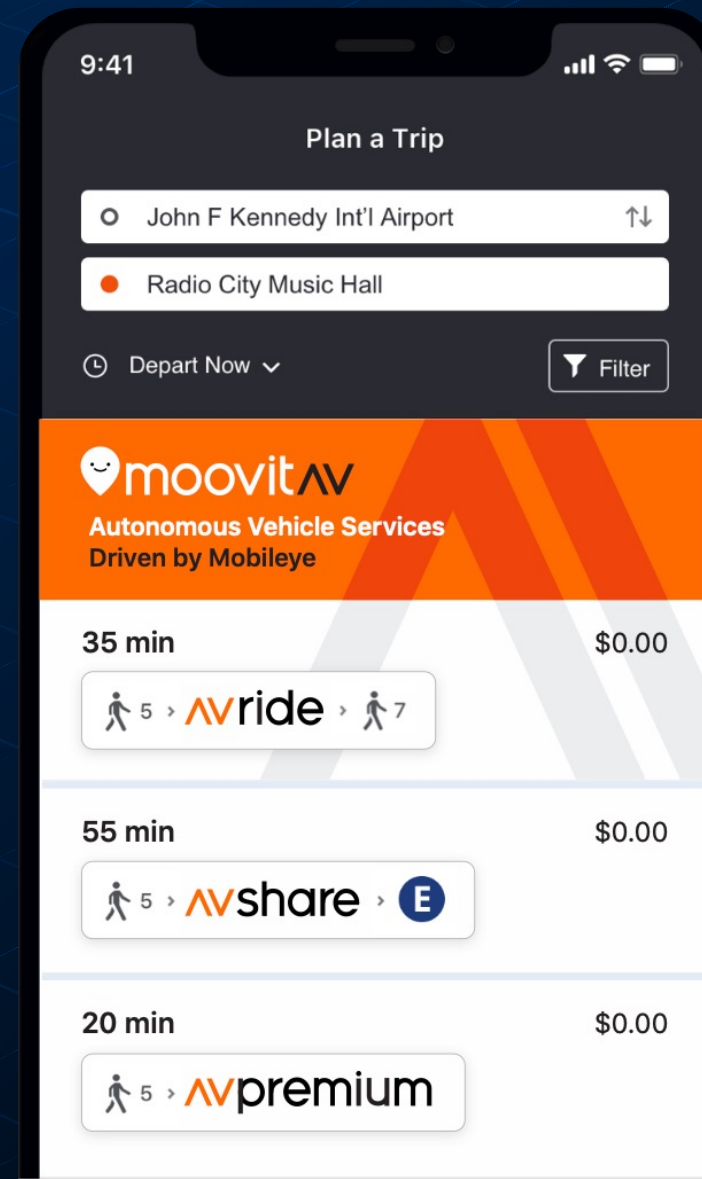 9:41
Plan a Trip
John F Kennedy Int'l Airport
Radio City Music Hall
Depart Now
Filter
moovit AV
Autonomous Vehicle Services
Driven by Mobileye
35 min $0.00
5 > AVride > 7
55 min $0.00
5 > AVshare > E
20 min $0.00
5 > AVpremium